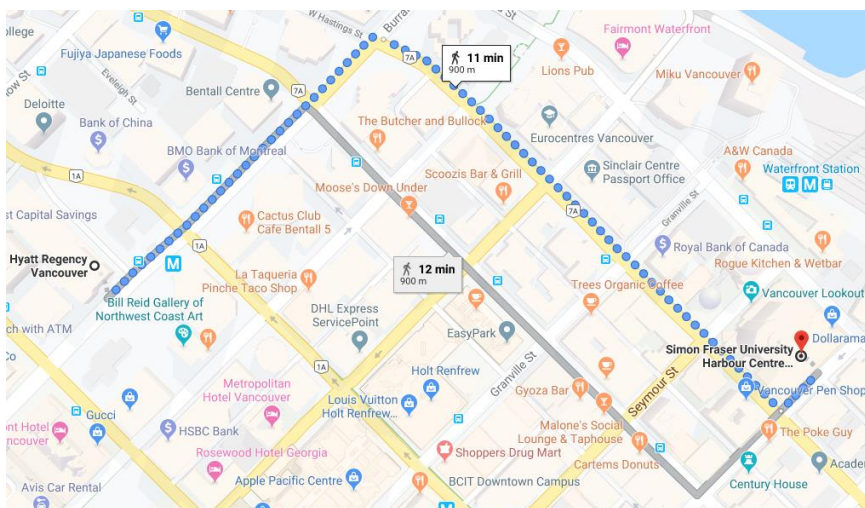 ollege
Fujiya Japanese Foods
W Hastings St
Burra
11 min
900 m
Fairmont Waterfront
Lions Pub
Miku Vancouver
Eveleigh St
Bentall Centre
7A
7A
Deloitte
Bank of China
The Butcher and Bullock
Eurocentres Vancouver
BMO Bank of Montreal
A&W Canada
1A
Scoozis Bar & Grill
Sinclair Centre
Passport Office
Waterfront Station
M
Moose's Down Under
st Capital Savings
Cactus Club
Cafe Bentall 5
7A
Granville St
1A
Royal Bank of Canada
Hyatt Regency
Vancouver
M
12 min
900 m
Rogue Kitchen & Wetbar
La Taqueria
Pinche Taco Shop
Trees Organic Coffee
Vancouver Lookout
Bill Reid Gallery of
Northwest Coast Art
DHL Express
ServicePoint
Dollarama
ch with ATM
EasyPark
Simon Fraser University
Harbour Centre...
Co
Granville St
1A
Holt Renfrew
Seymour St
Metropolitan
Hotel Vancouver
Gyoza Bar
Vancouver Pen Shop
Louis Vuitton
Holt Renfrew...
Gucci
Malone's Social
Lounge & Taphouse
The Poke Guy
ont Hotel
ncouver
HSBC Bank
Rosewood Hotel Georgia
Shoppers Drug Mart
Cartems Donuts
Acade
Century House
Avis Car Rental
Apple Pacific Centre
BCIT Downtown Campus
M